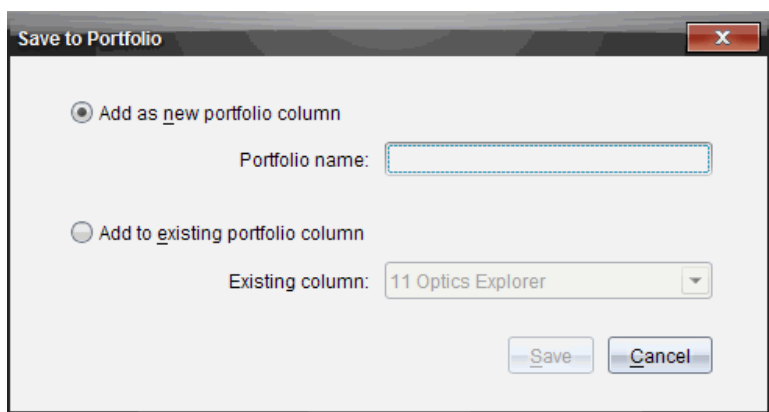 Save to Portfolio
Add as new portfolio column
Portfolio name:
Add to existing portfolio column
Existing column: 11 Optics Explorer
Save Cancel